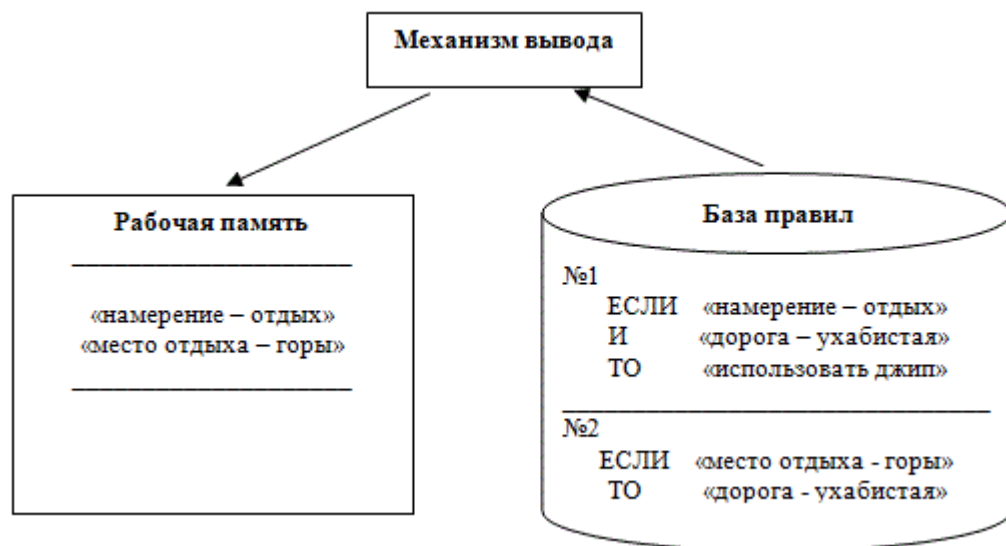 Механизм вывода
Рабочая память
«намерение – отдых»
«место отдыха – горы»
База правил
№1
ЕСЛИ «намерение – отдых»
И «дорога – ухабистая»
ТО «использовать джип»
№2
ЕСЛИ «место отдыха - горы»
ТО «дорога - ухабистая»